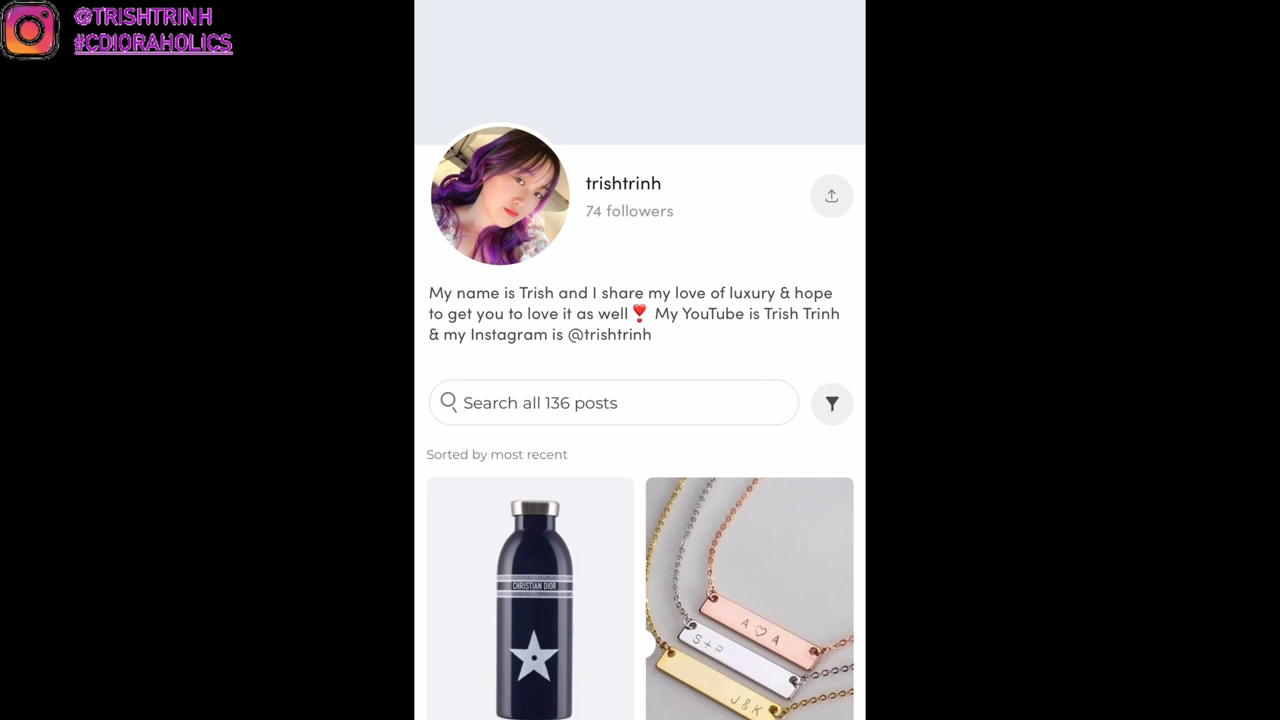 @TRISHTRINH
#CDIORAHOLICS
trishtrinh
74 followers
My name is Trish and I share my love of luxury & hope
to get you to love it as well❣️ My YouTube is Trish Trinh
& my Instagram is @trishtrinh
Search all 136 posts
Sorted by most recent
CHRISTIAN DIOR
A ♡ A
S+P
J & K